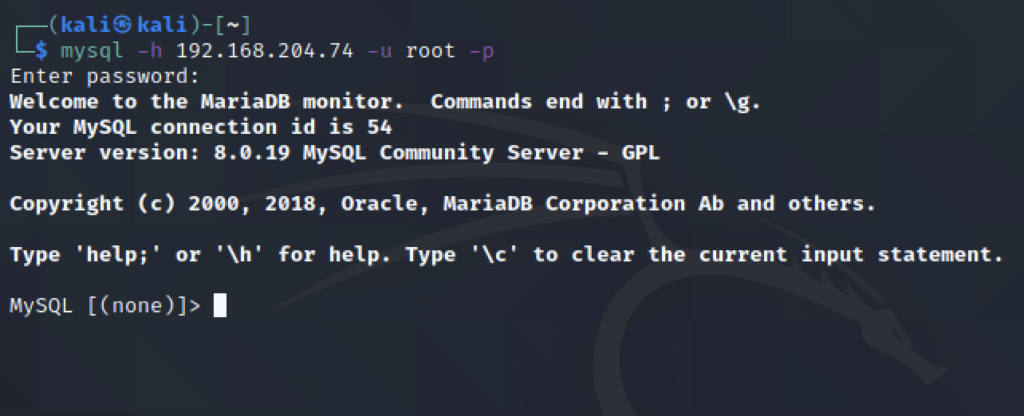 ┌──(kali㉿kali)-[~]
└─$ mysql -h 192.168.204.74 -u root -p
Enter password:
Welcome to the MariaDB monitor.  Commands end with ; or \g.
Your MySQL connection id is 54
Server version: 8.0.19 MySQL Community Server - GPL
Copyright (c) 2000, 2018, Oracle, MariaDB Corporation Ab and others.
Type 'help;' or '\h' for help. Type '\c' to clear the current input statement.
MySQL [(none)]>